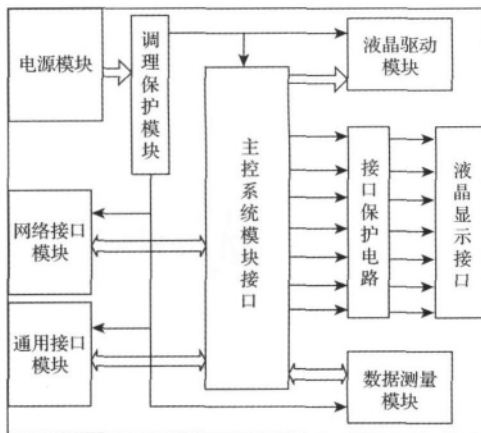 电源模块
调理保护模块
液晶驱动
模块
主控系统模块接口
接口保护电路
液晶显示接口
网络接口
模块
通用接口
模块
数据测量
模块